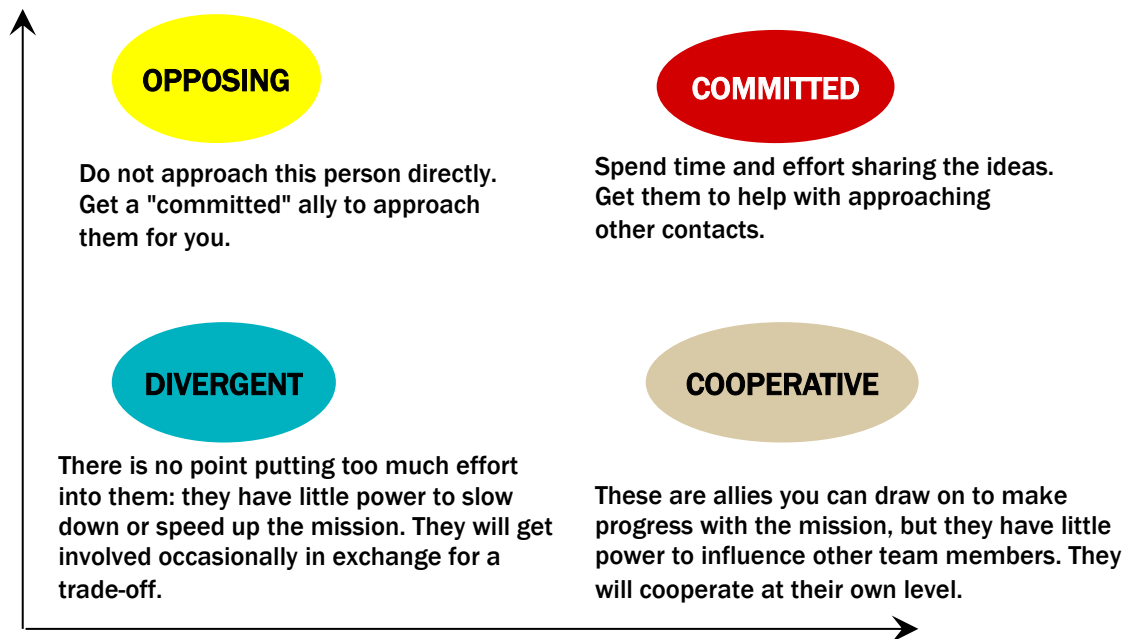 OPPOSING
Do not approach this person directly.
Get a "committed" ally to approach
them for you.
COMMITTED
Spend time and effort sharing the ideas.
Get them to help with approaching
other contacts.
DIVERGENT
There is no point putting too much effort
into them: they have little power to slow
down or speed up the mission. They will get
involved occasionally in exchange for a
trade-off.
COOPERATIVE
These are allies you can draw on to make
progress with the mission, but they have little
power to influence other team members. They
will cooperate at their own level.